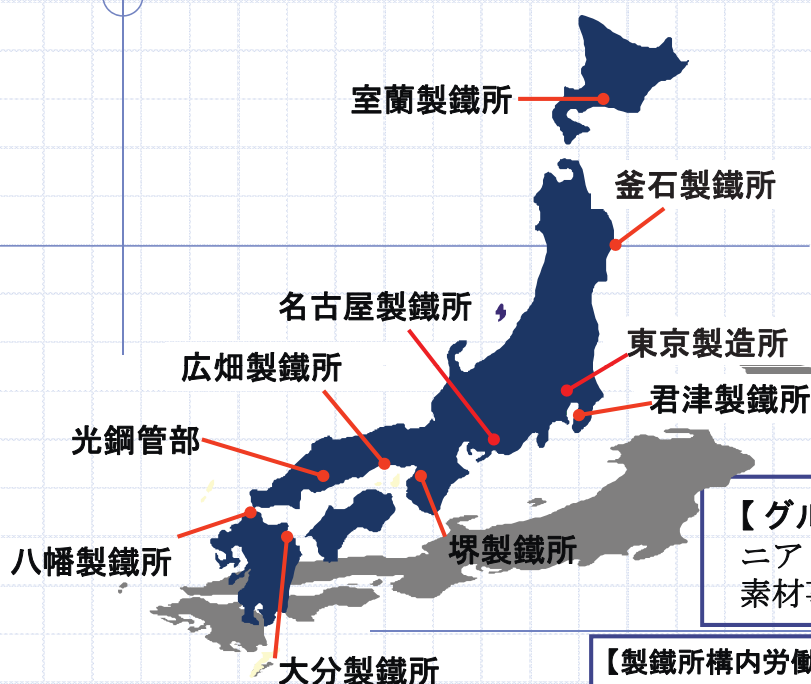 室蘭製鐵所
釜石製鐵所
名古屋製鐵所
東京製造所
広畑製鐵所
君津製鐵所
光鋼管部
堺製鐵所
八幡製鐵所
大分製鐵所
【グル
ニア
素材
【製鐵所構内労働